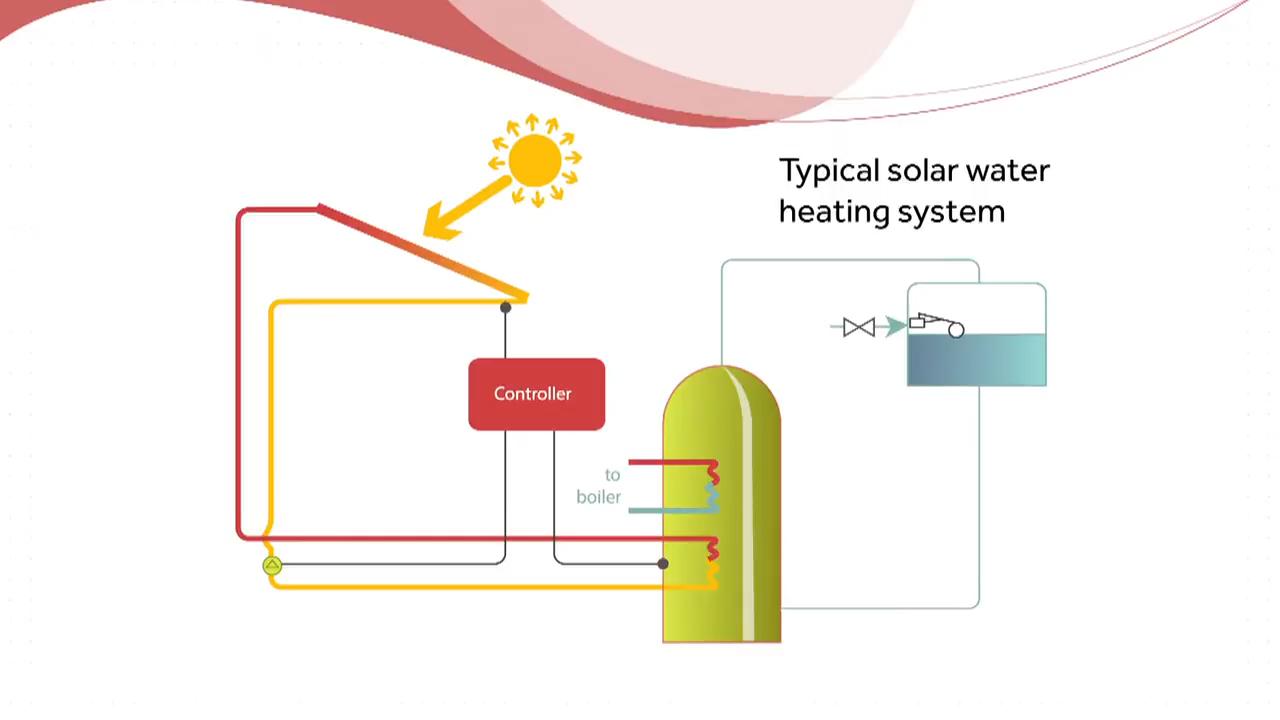 Typical solar water
heating system
Controller
to
boiler